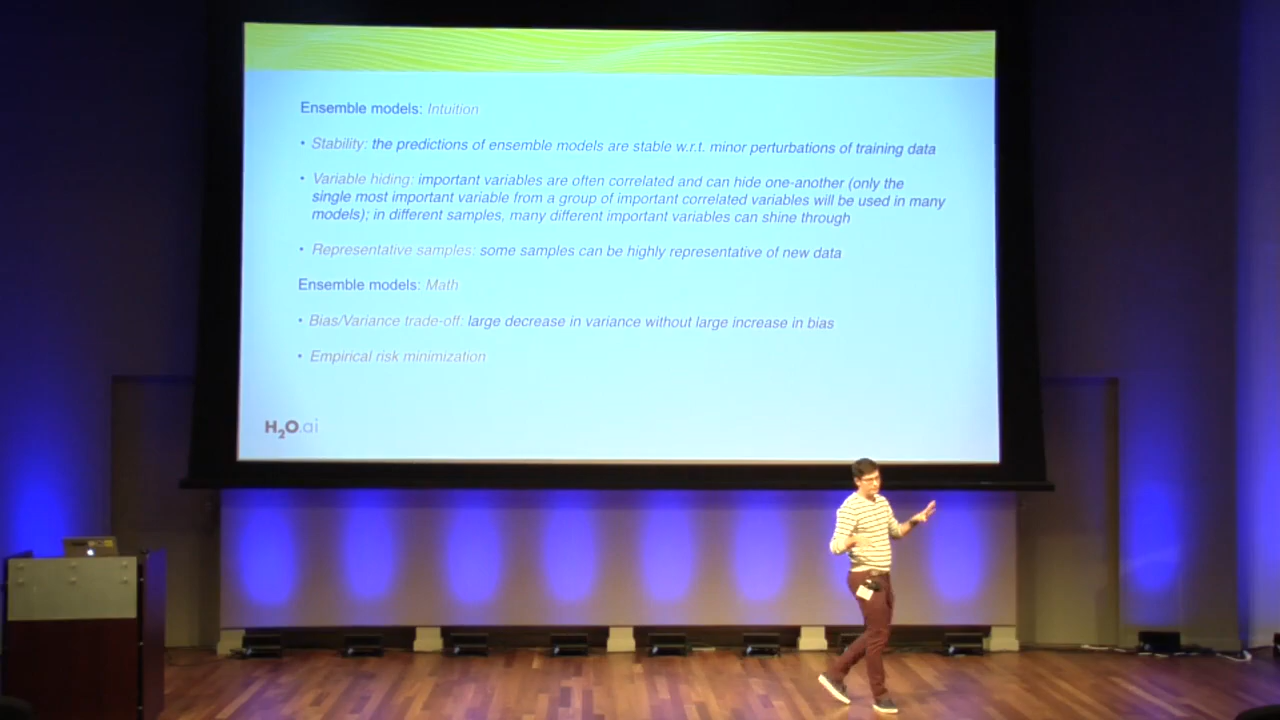 Ensemble models: Intuition
• Stability: the predictions of ensemble models are stable w.r.t. minor perturbations of training data
• Variable hiding: important variables are often correlated and can hide one-another (only the
single most important variable from a group of important correlated variables will be used in many
models); in different samples, many different important variables can shine through
• Representative samples: some samples can be highly representative of new data
Ensemble models: Math
• Bias/Variance trade-off: large decrease in variance without large increase in bias
• Empirical risk minimization
H2O.ai